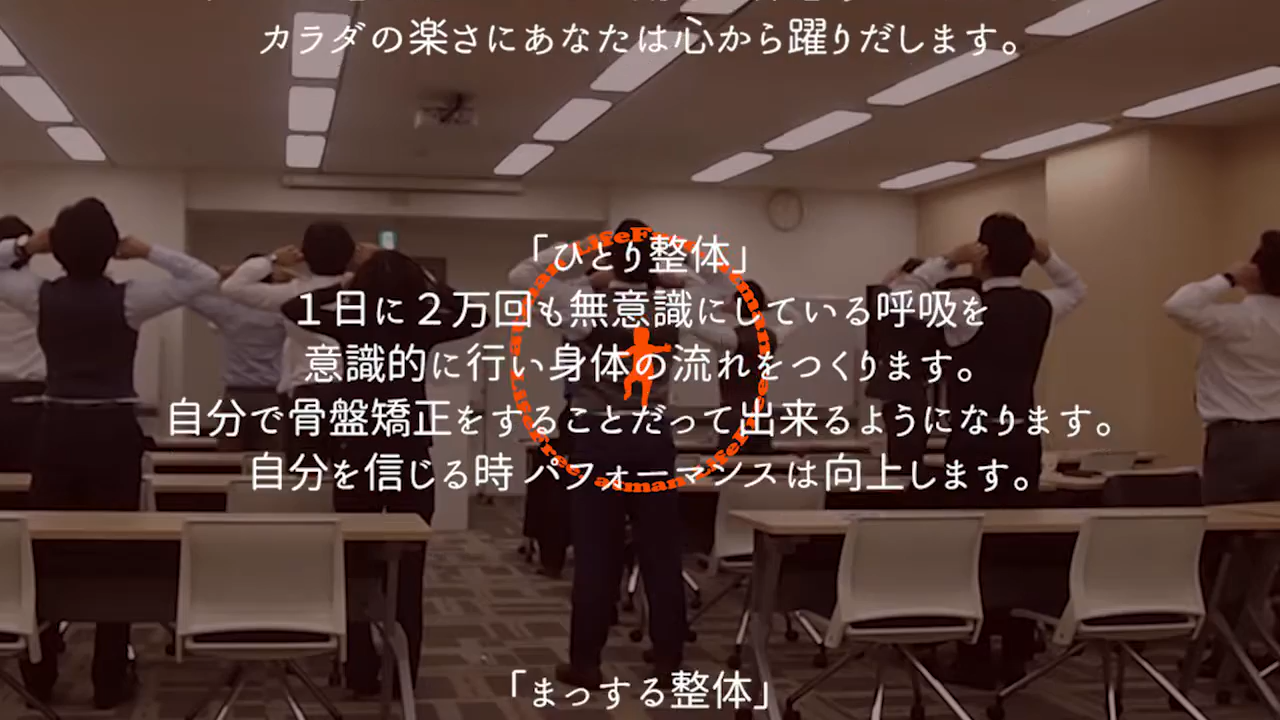 カラダの楽さにあなたは心から躍りだします。
「ひとり整体」
１日に２万回も無意識にしている呼吸を
意識的に行い身体の流れをつくります。
自分で骨盤矯正をすることだって出来るようになります。
自分を信じる時 パフォーマンスは向上します。
「まっする整体」